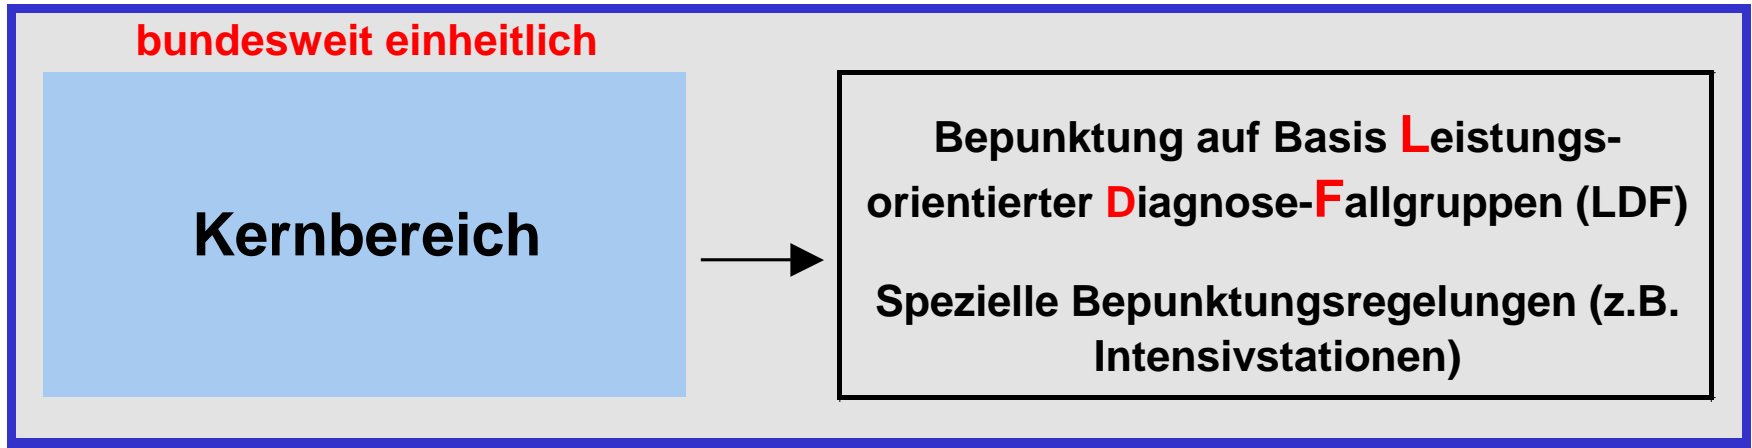 bundesweit einheitlich
Kernbereich
Bepunktung auf Basis Leistungs-
orientierter Diagnose-Fallgruppen (LDF)
Spezielle Bepunktungsregelungen (z.B.
Intensivstationen)